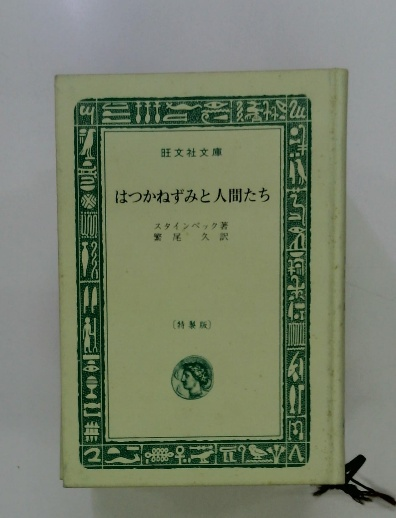 旺文社文庫
はつかねずみと人間たち
スタインベック著
繁尾 久訳
〔特製版〕